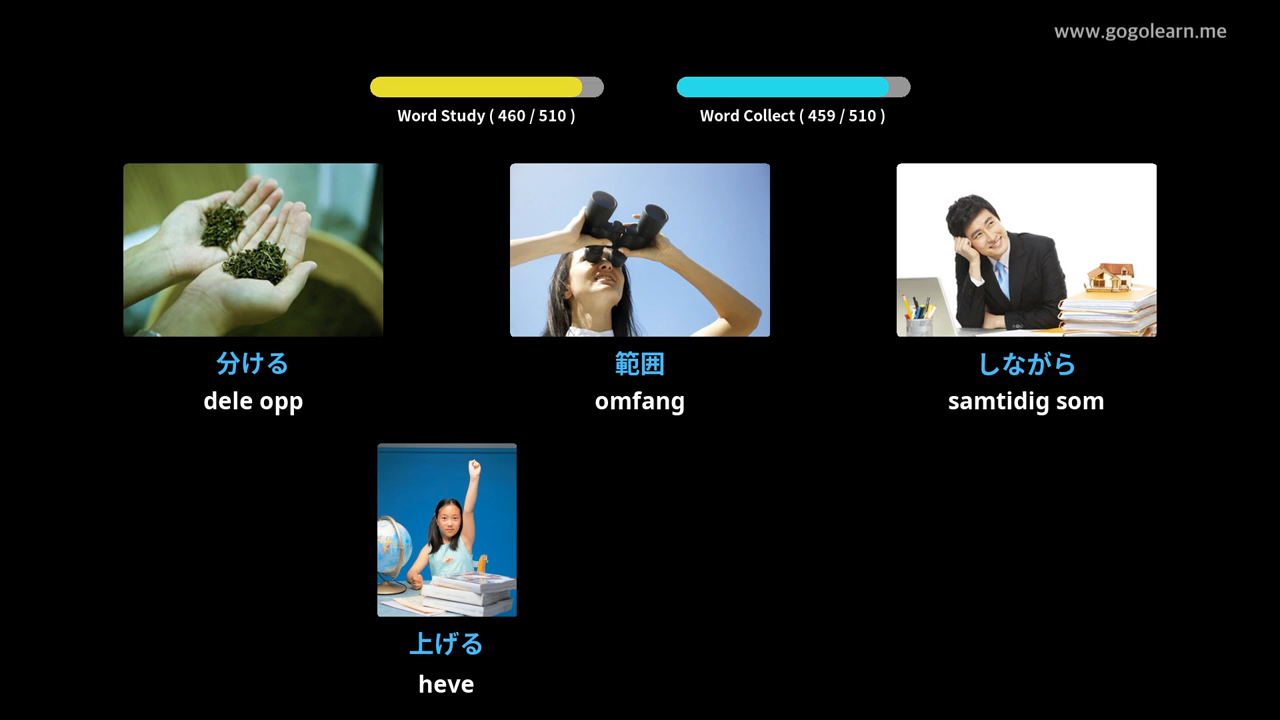 www.gogolearn.me
Word Study ( 460 / 510 )
Word Collect ( 459 / 510 )
分ける
dele opp
範囲
omfang
しながら
samtidig som
上げる
heve